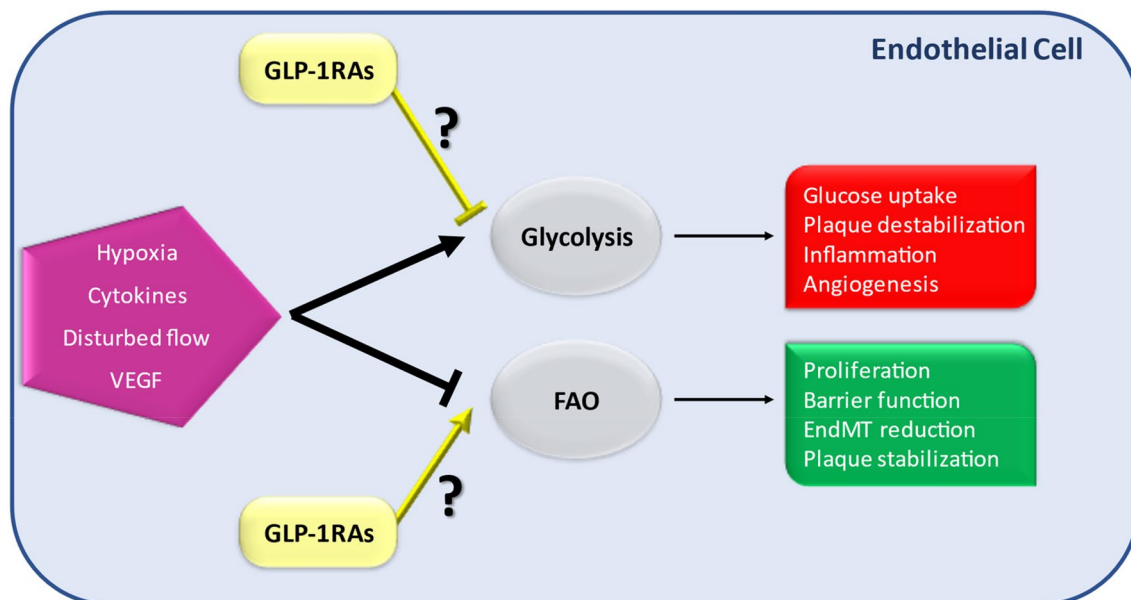 Endothelial Cell
GLP-1RAs
?
Hypoxia
Cytokines
Disturbed flow
VEGF
Glycolysis
Glucose uptake
Plaque destabilization
Inflammation
Angiogenesis
FAO
Proliferation
Barrier function
EndMT reduction
Plaque stabilization
?
GLP-1RAs